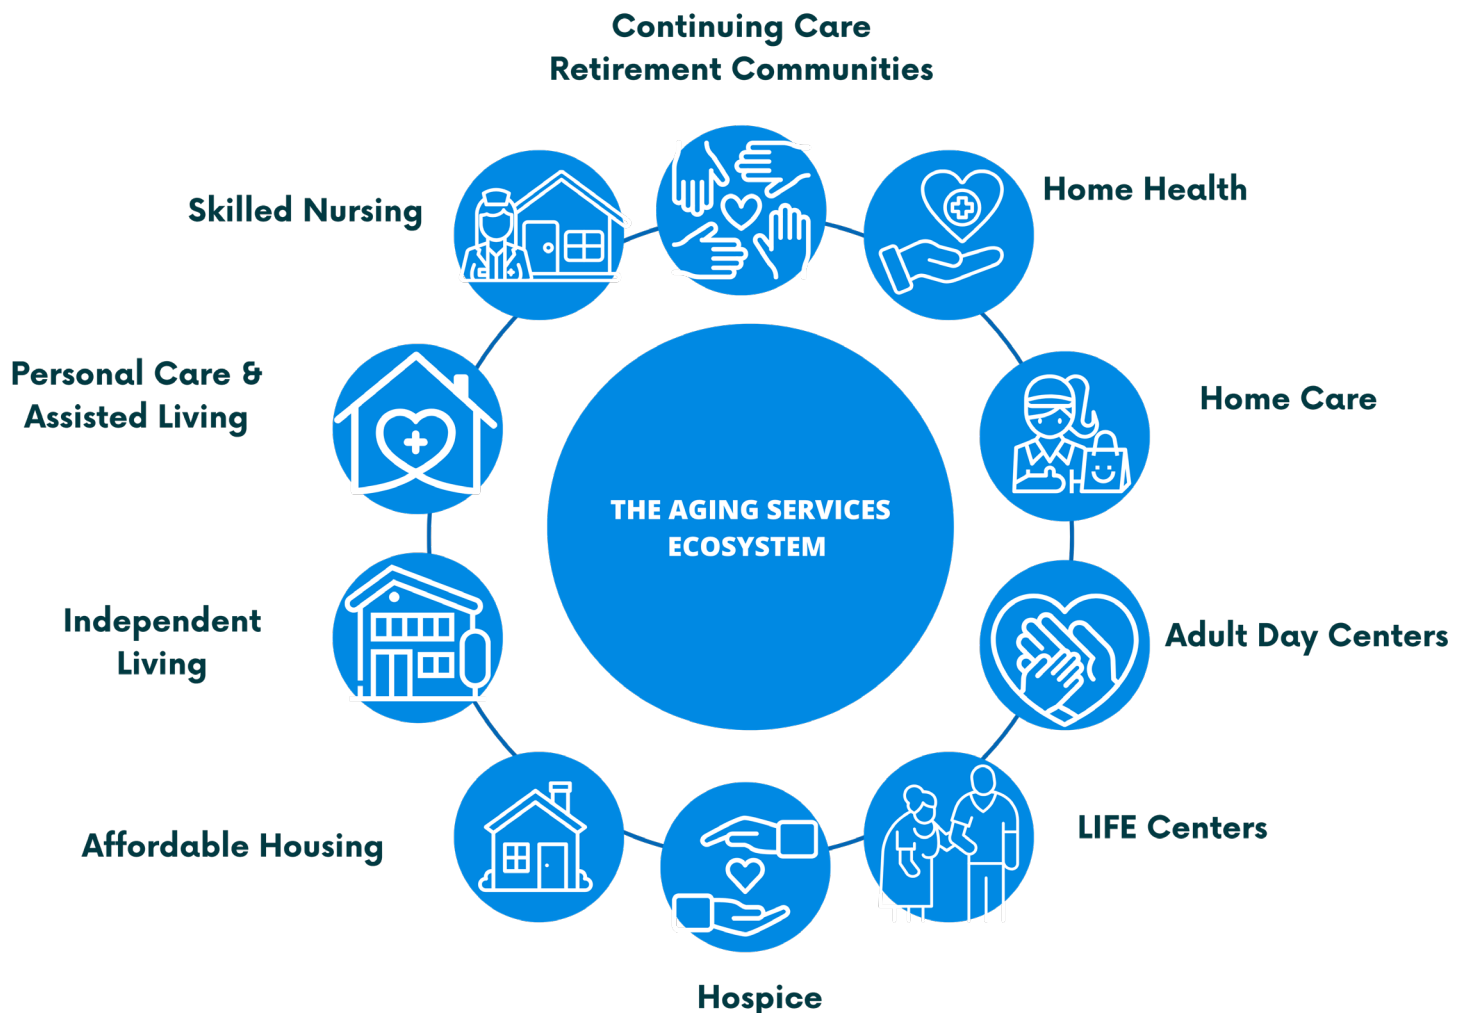 Continuing Care
Retirement Communities
Home Health
Skilled Nursing
Personal Care &
Assisted Living
Home Care
THE AGING SERVICES
ECOSYSTEM
Independent
Living
Adult Day Centers
LIFE Centers
Affordable Housing
Hospice